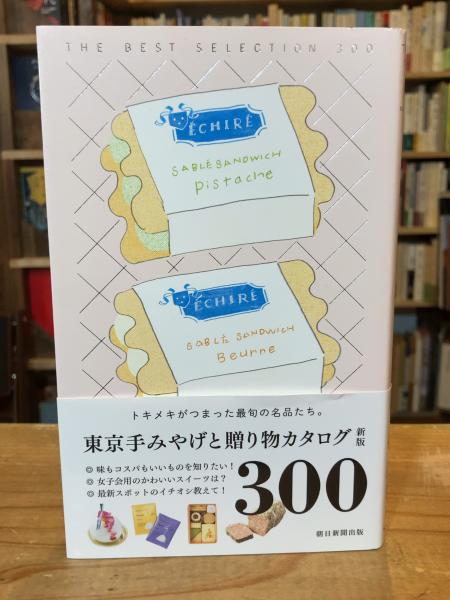 THE BEST SELECTION 300
ÉCHIRÉ
SABLÉ SANDWICH
pistache
ÉCHIRÉ
SABLÉ SANDWICH
Beurre
トキメキがつまった最旬の名品たち。
東京手みやげと贈り物カタログ 新版
◎ 味もコスパもいいものを知りたい!
◎ 女子会用のかわいいスイーツは?
◎ 最新スポットのイチオシ教えて!
300
朝日新聞出版